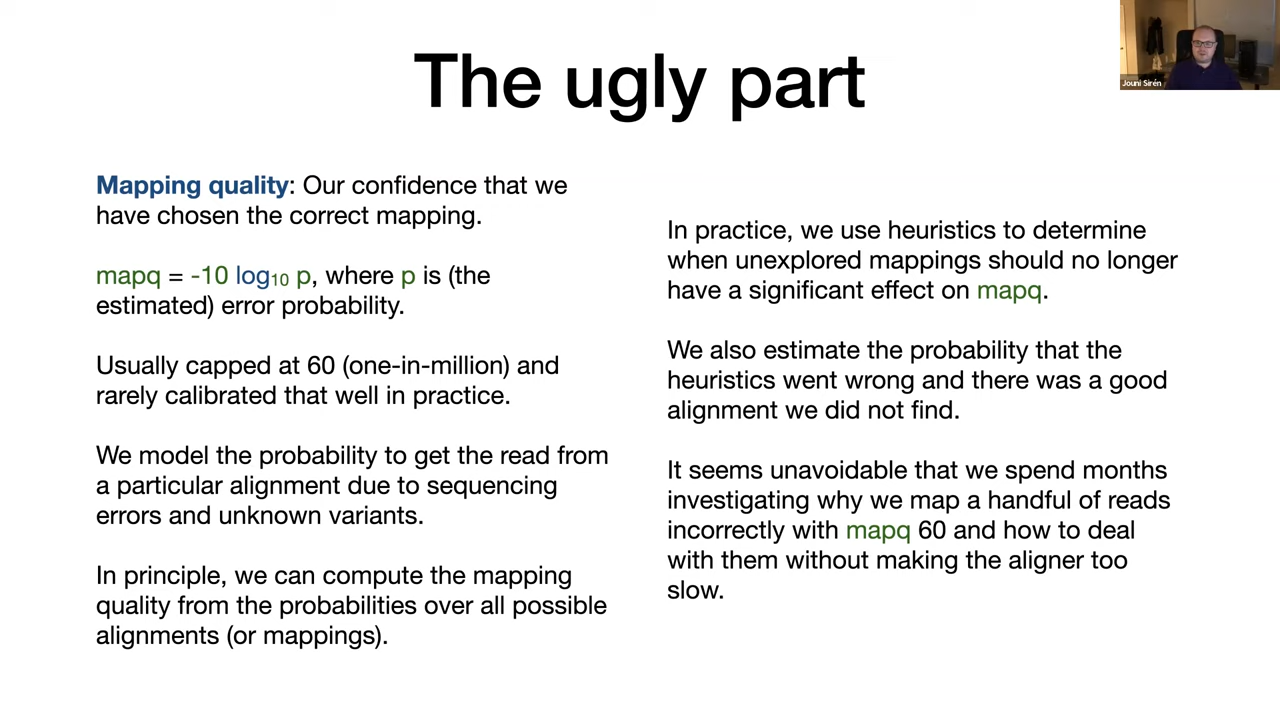 The ugly part
Jouni Sirén
Mapping quality: Our confidence that we
have chosen the correct mapping.
mapq = -10 log₁₀ p, where p is (the
estimated) error probability.
Usually capped at 60 (one-in-million) and
rarely calibrated that well in practice.
We model the probability to get the read from
a particular alignment due to sequencing
errors and unknown variants.
In principle, we can compute the mapping
quality from the probabilities over all possible
alignments (or mappings).
In practice, we use heuristics to determine
when unexplored mappings should no longer
have a significant effect on mapq.
We also estimate the probability that the
heuristics went wrong and there was a good
alignment we did not find.
It seems unavoidable that we spend months
investigating why we map a handful of reads
incorrectly with mapq 60 and how to deal
with them without making the aligner too
slow.